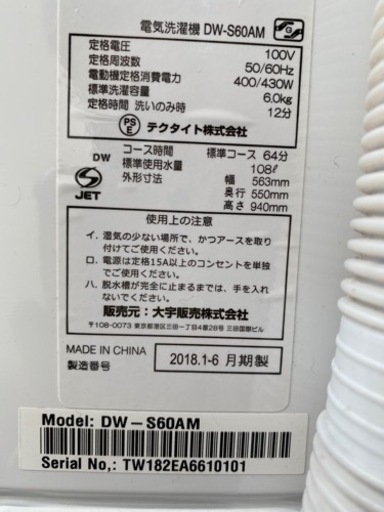 電気洗濯機 DW-S60AM
定格電圧 100V
定格周波数 50/60Hz
電動機定格消費電力 400/430W
標準洗濯容量 6.0kg
定格時間 洗いのみ時 12分
PS E テクタイト株式会社
DW コース時間 標準コース 64分
標準使用水量 108ℓ
外形寸法 幅 563mm
奥行 550mm
高さ 940mm
S JET
使用上の注意
イ. 湿気の少ない場所で、かつアースを取り
付けてご使用ください。
ロ. 電源は定格15A以上のコンセントを単独
でご使用ください。
ハ. 脱水槽が完全に止まるまでは、手を入れ
ないでください。
販売元:大宇販売株式会社
〒108-0073 東京都港区三田一丁目4番28号 三田国際ビル
MADE IN CHINA 2018.1-6 月期製
製造番号
Model: DW-S60AM
Serial No,: TW182EA6610101